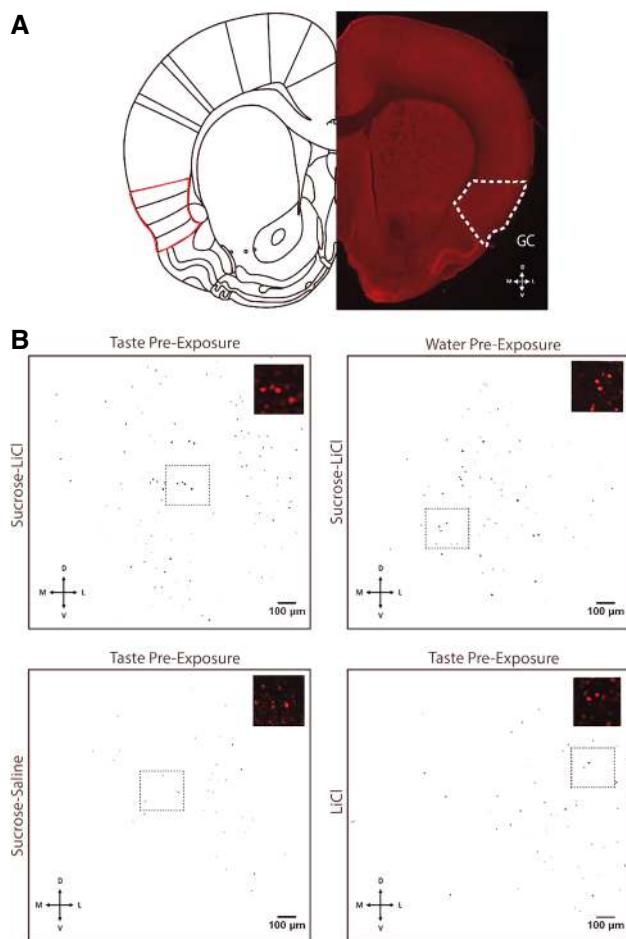 A
GC
D
M L
V
B
Taste Pre-Exposure
Water Pre-Exposure
Sucrose-LiCl
Sucrose-LiCl
D
M L
V
100 µm
D
M L
V
100 µm
Taste Pre-Exposure
Taste Pre-Exposure
Sucrose-Saline
LiCl
D
M L
V
100 µm
D
M L
V
100 µm